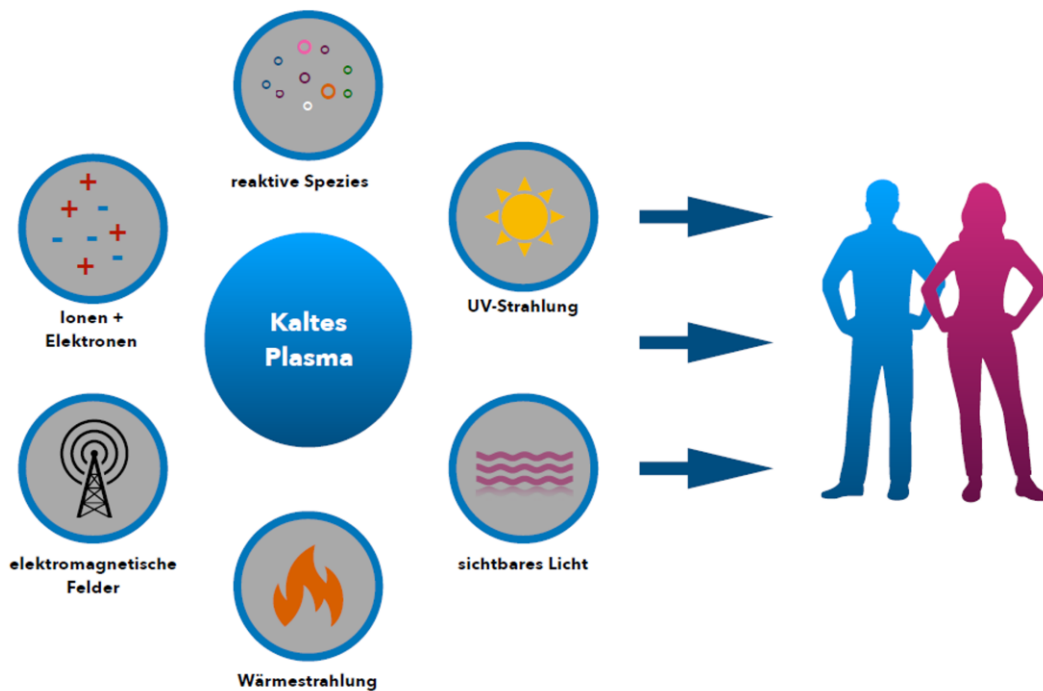 reaktive Spezies
Ionen +
Elektronen
UV-Strahlung
Kaltes
Plasma
elektromagnetische
Felder
sichtbares Licht
Wärmestrahlung